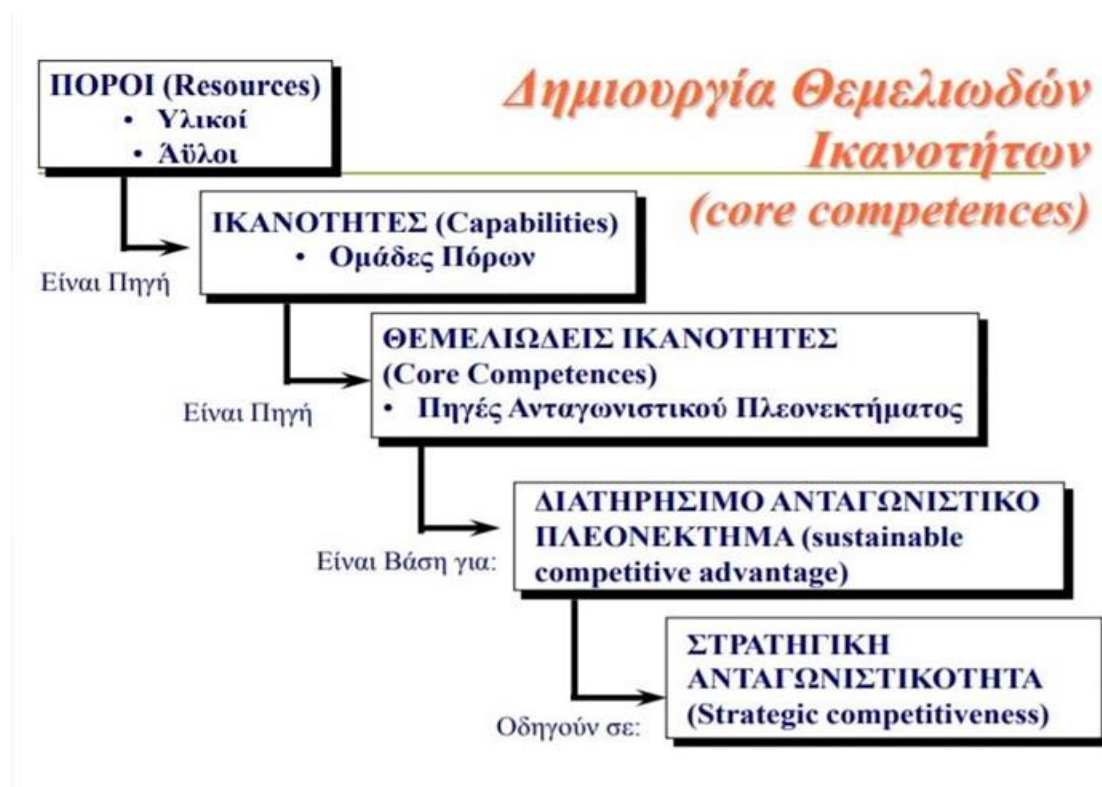 ΠΟΡΟΙ (Resources)
• Υλικοί
• Άϋλοι
Δημιουργία Θεμελιωδών
Ικανοτήτων
(core competences)
ΙΚΑΝΟΤΗΤΕΣ (Capabilities)
• Ομάδες Πόρων
Είναι Πηγή
ΘΕΜΕΛΙΩΔΕΙΣ ΙΚΑΝΟΤΗΤΕΣ
(Core Competences)
• Πηγές Ανταγωνιστικού Πλεονεκτήματος
Είναι Πηγή
ΔΙΑΤΗΡΗΣΙΜΟ ΑΝΤΑΓΩΝΙΣΤΙΚΟ
ΠΛΕΟΝΕΚΤΗΜΑ (sustainable
competitive advantage)
Είναι Βάση για:
ΣΤΡΑΤΗΓΙΚΗ
ΑΝΤΑΓΩΝΙΣΤΙΚΟΤΗΤΑ
(Strategic competitiveness)
Οδηγούν σε: